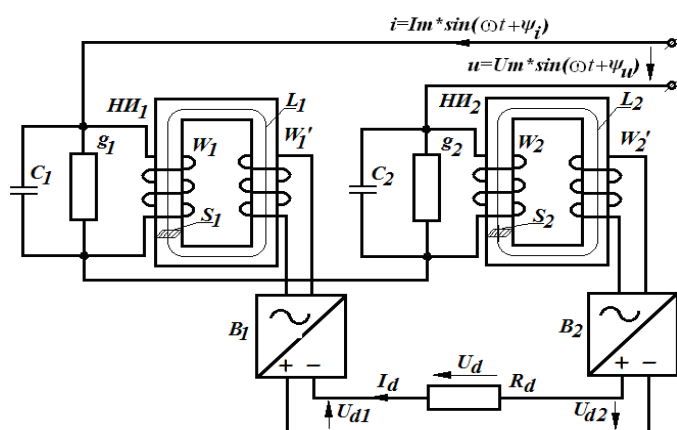 i=Im*sin(ωt+ψi)
u=Um*sin(ωt+ψu)
НИ1
L1
НИ2
L2
g1
W1
W1'
g2
W2
W2'
C1
C2
S1
S2
B1
B2
+ −
+ −
Ud
Id
Rd
Ud1
Ud2